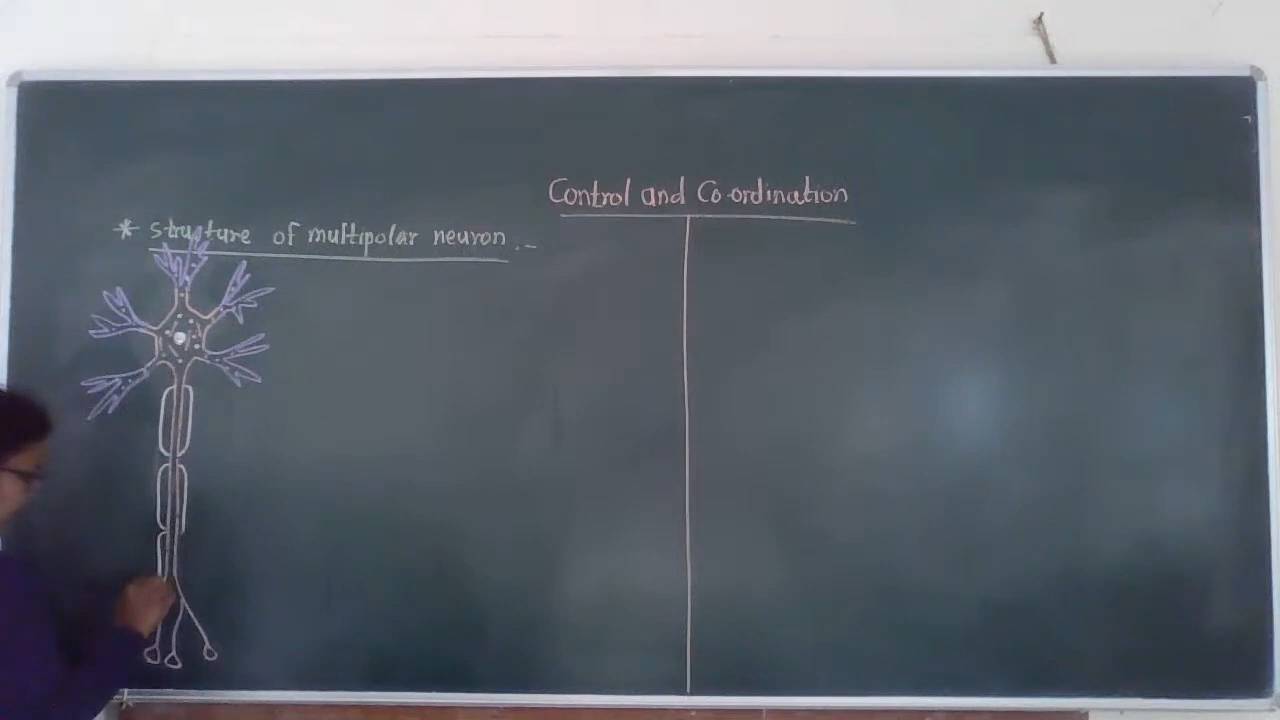 Control and Co-ordination
* structure of multipolar neuron :-